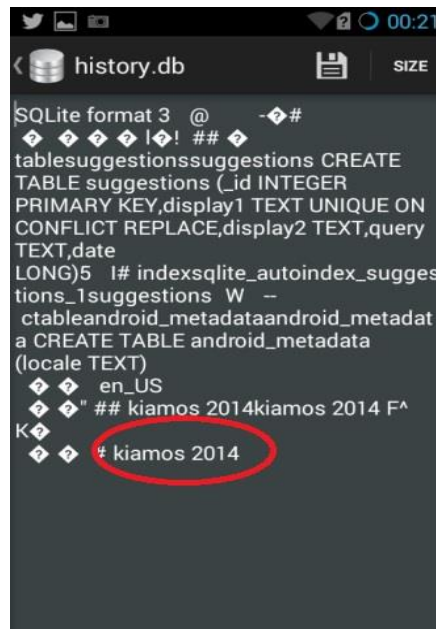 00:21
history.db SIZE
SQLite format 3 @ -�#
� � � � l�! ## �
tablesuggestionssuggestions CREATE
TABLE suggestions (_id INTEGER
PRIMARY KEY,display1 TEXT UNIQUE ON
CONFLICT REPLACE,display2 TEXT,query
TEXT,date
LONG)5 I# indexsqlite_autoindex_sugges
tions_1suggestions W --
ctableandroid_metadataandroid_metadat
a CREATE TABLE android_metadata
(locale TEXT)
� � en_US
� �" ## kiamos 2014kiamos 2014 F^
K�
� � # kiamos 2014